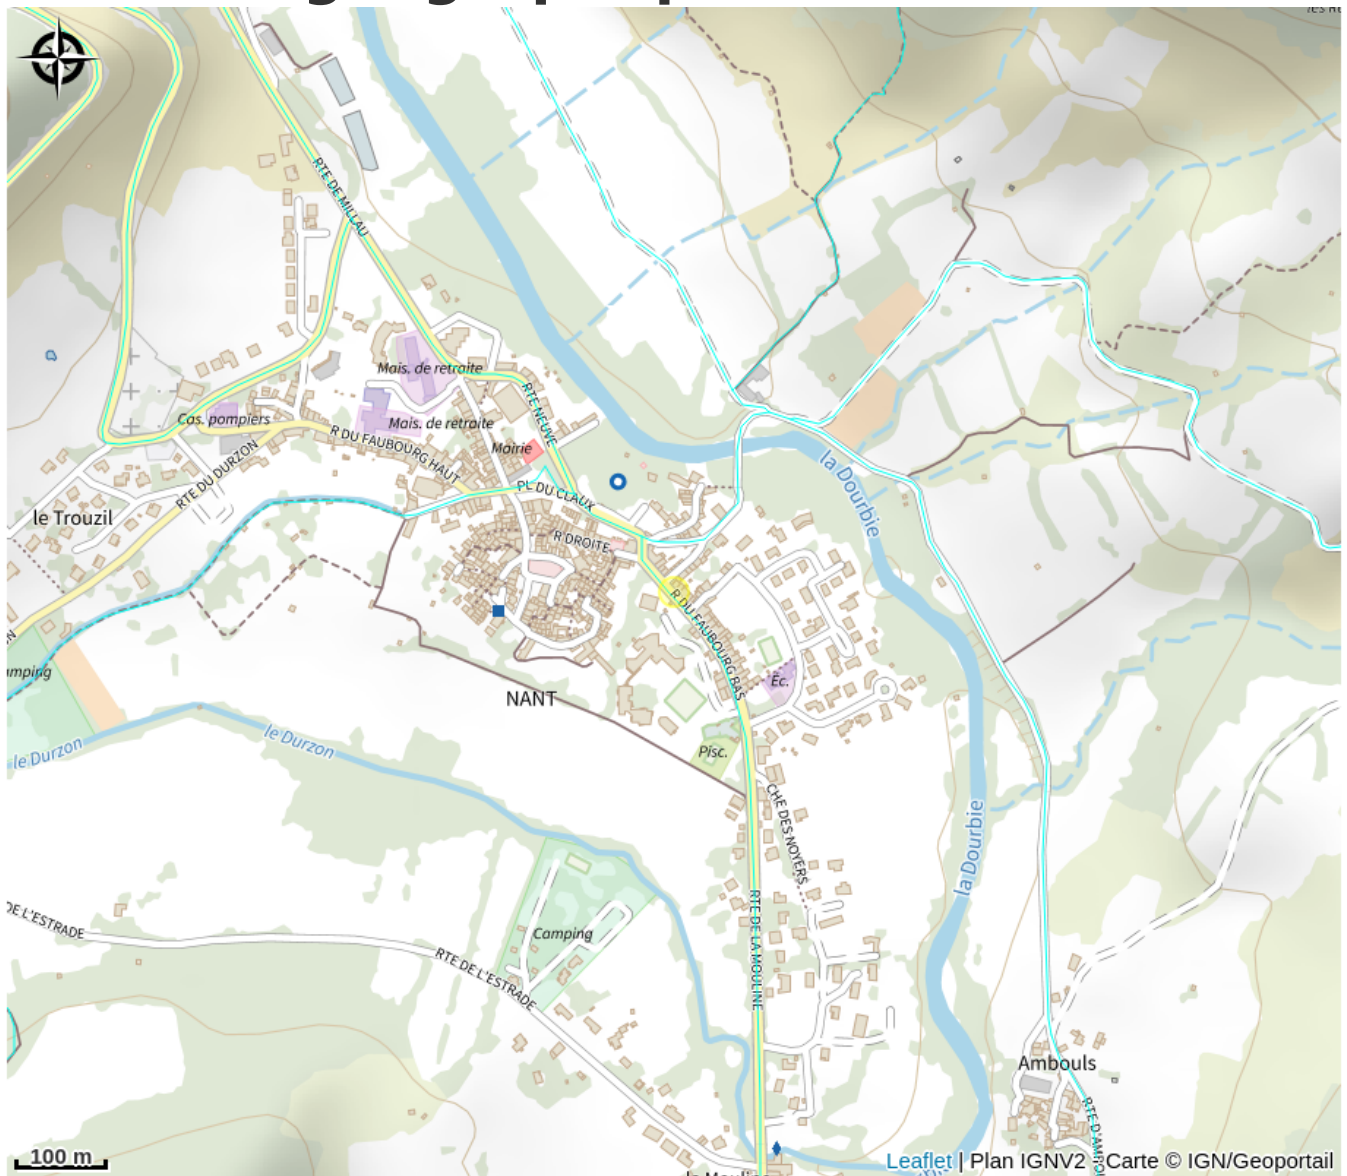 RTE DE MILLAU
Mais. de retraite
RTE NEUVE
Cas. pompiers
Mais. de retraite
R DU FAUBOURG HAUT
Mairie
RTE DU DURZON
PL DU CLAUX
la Dourbie
le Trouzil
R DROITE
R DU FAUBOURG BAS
Éc.
NANT
le Durzon
le Durzon
Pisc.
CHE DES NOYERS
la Dourbie
RTE DE LA MOULINE
DE L'ESTRADE
Camping
RTE DE L'ESTRADE
Ambouls
100 m
Leaflet | Plan IGNV2 - Carte © IGN/Geoportail